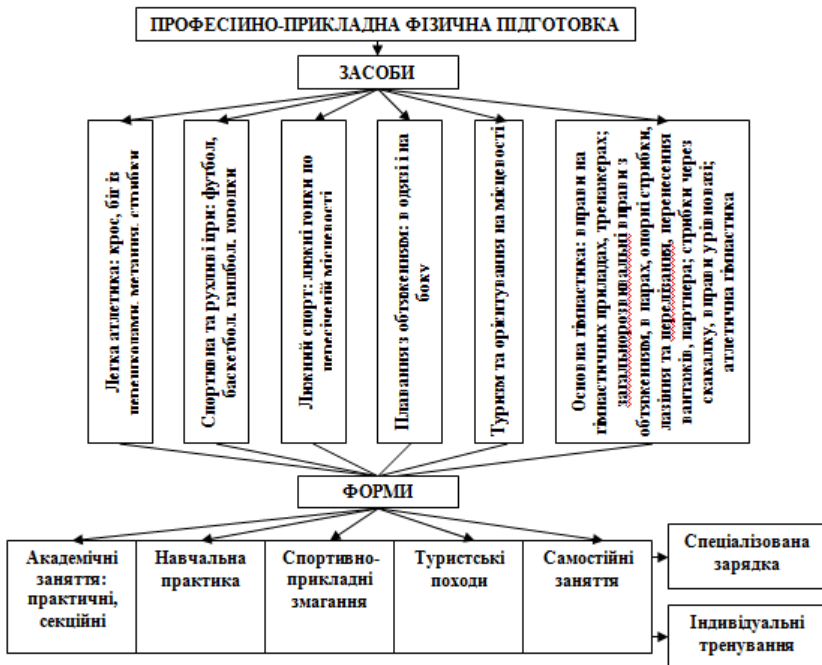 ПРОФЕСІЙНО-ПРИКЛАДНА ФІЗИЧНА ПІДГОТОВКА
ЗАСОБИ
Легка атлетика: крос, біг із
перешкодами, метання, стрибки
Спортивна та рухливі ігри: футбол,
баскетбол, гандбол, городки
Лижний спорт: лижні гонки по
пересіченій місцевості
Плавання з обтяженням: в одязі і на
боку
Туризм та орієнтування на місцевості
Основна гімнастика: вправи на
гімнастичних приладах, тренажерах;
загальнорозвивальні вправи з
обтяженням, в парах, опорні стрибки,
лазіння та перелізання, перенесення
вантажів, партнера; стрибки через
скакалку, вправи у рівновазі;
атлетична гімнастика
ФОРМИ
Академічні
заняття:
практичні,
секційні
Навчальна
практика
Спортивно-
прикладні
змагання
Туристські
походи
Самостійні
заняття
Спеціалізована
зарядка
Індивідуальні
тренування